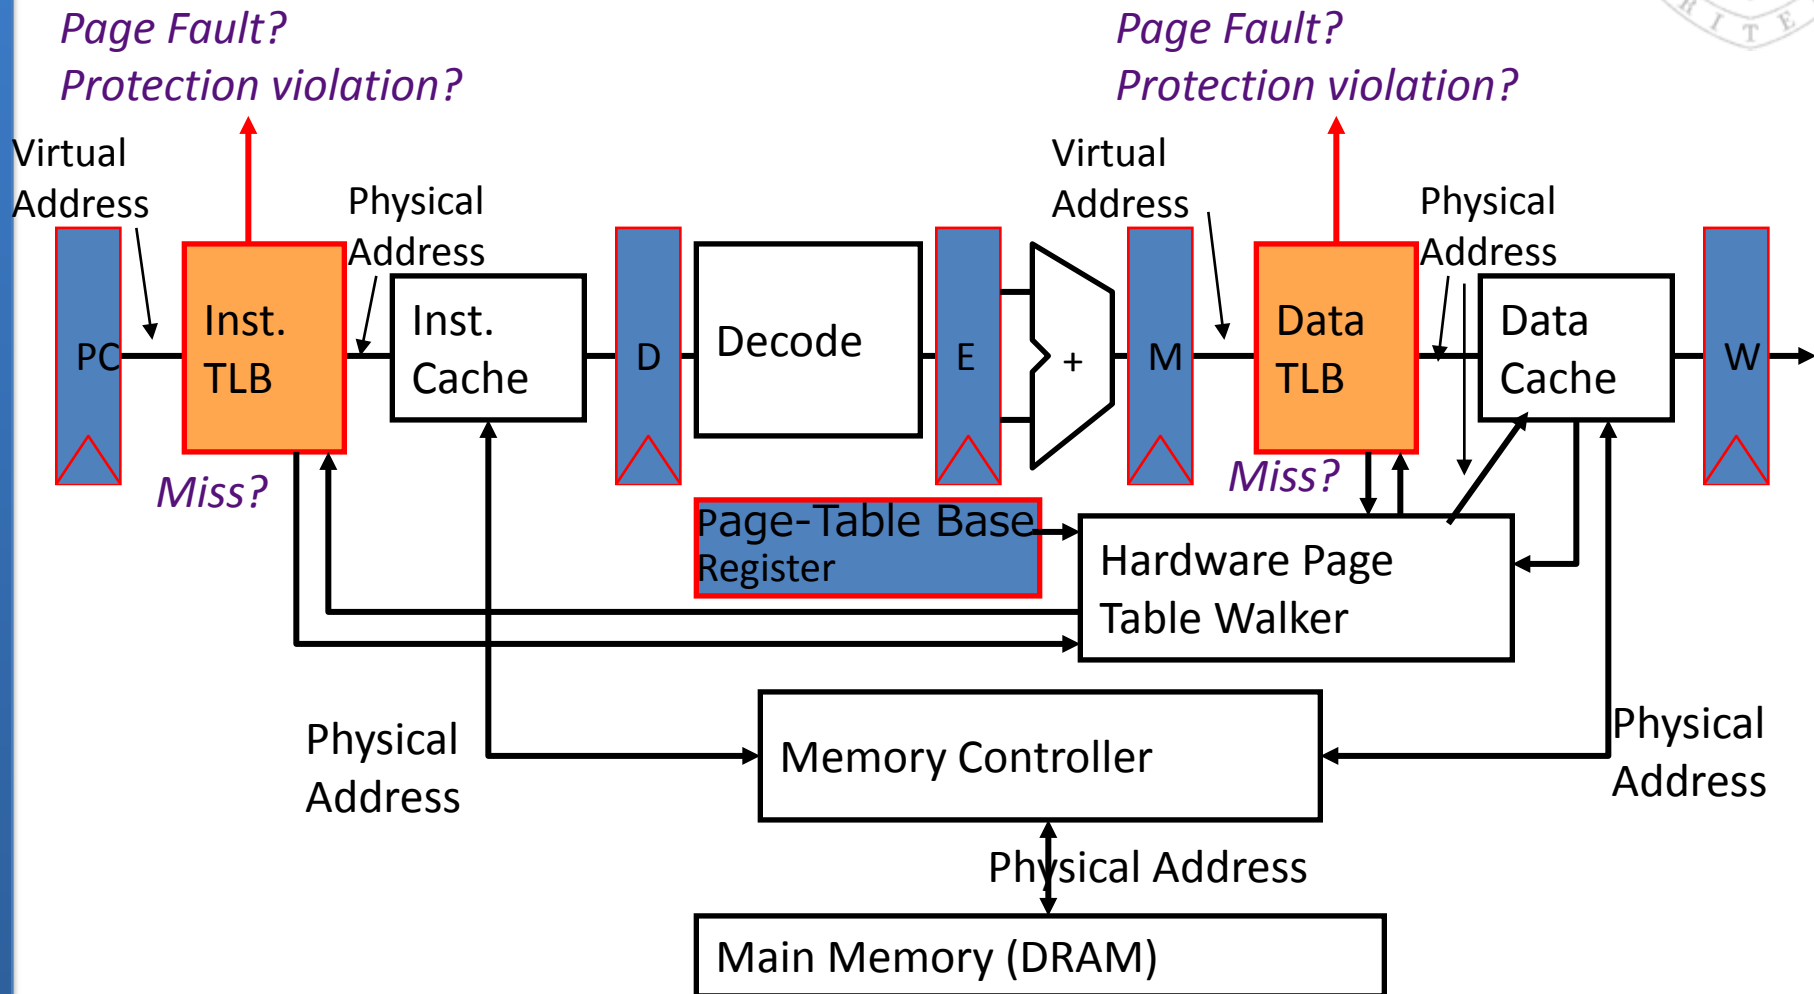 Page Fault?
Protection violation?
Page Fault?
Protection violation?
Virtual
Address
Physical
Address
Virtual
Address
Physical
Address
PC
Inst.
TLB
Inst.
Cache
D
Decode
E
+
M
Data
TLB
Data
Cache
W
Miss?
Miss?
Page-Table Base
Register
Hardware Page
Table Walker
Physical
Address
Memory Controller
Physical
Address
Physical Address
Main Memory (DRAM)
R I T E